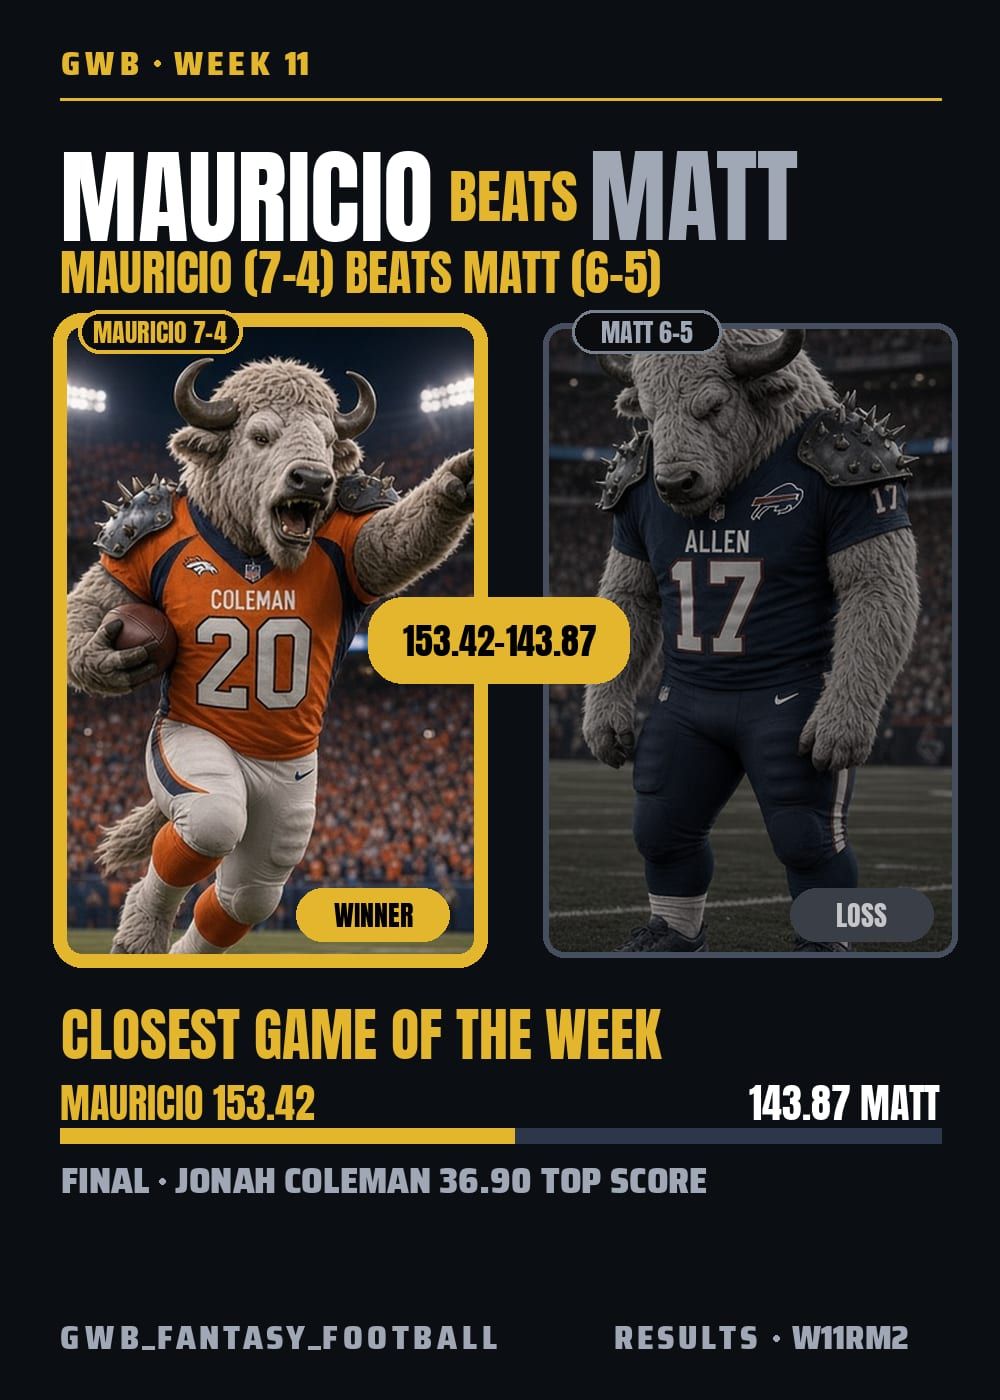 GWB · WEEK 11
MAURICIO BEATS MATT
MAURICIO (7-4) BEATS MATT (6-5)
MAURICIO 7-4
MATT 6-5
COLEMAN
20
ALLEN
17
17
153.42-143.87
WINNER
LOSS
CLOSEST GAME OF THE WEEK
MAURICIO 153.42
143.87 MATT
FINAL · JONAH COLEMAN 36.90 TOP SCORE
GWB_FANTASY_FOOTBALL
RESULTS · W11RM2